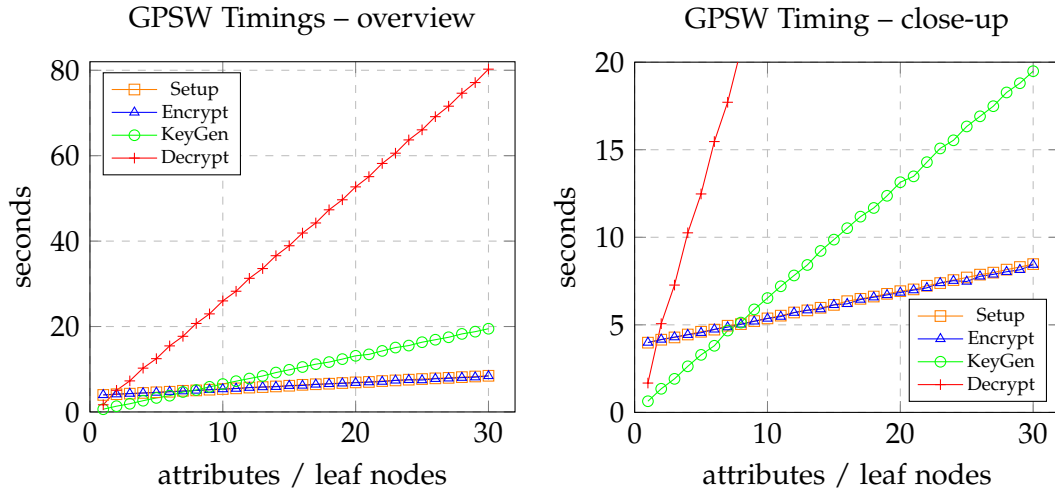 GPSW Timings – overview
80
60
40
20
0
0
10
20
30
seconds
attributes / leaf nodes
Setup
Encrypt
KeyGen
Decrypt
GPSW Timing – close-up
20
15
10
5
0
0
10
20
30
seconds
attributes / leaf nodes
Setup
Encrypt
KeyGen
Decrypt